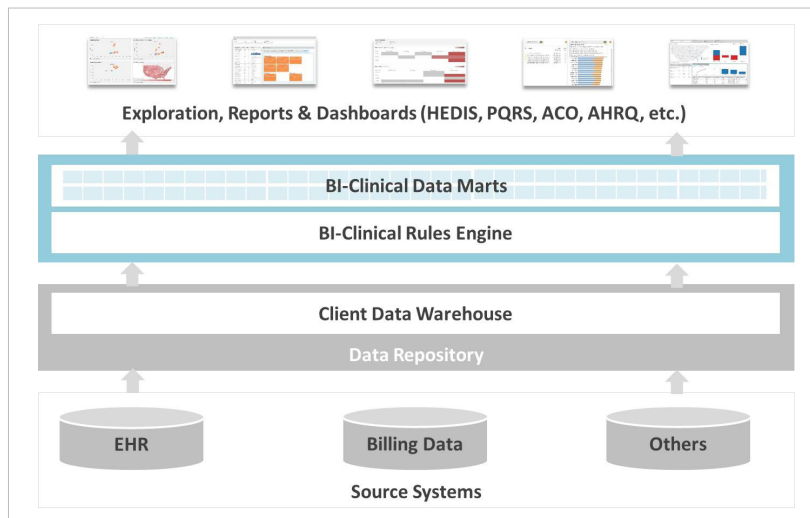 Exploration, Reports & Dashboards (HEDIS, PQRS, ACO, AHRQ, etc.)
BI-Clinical Data Marts
BI-Clinical Rules Engine
Client Data Warehouse
Data Repository
EHR
Billing Data
Others
Source Systems